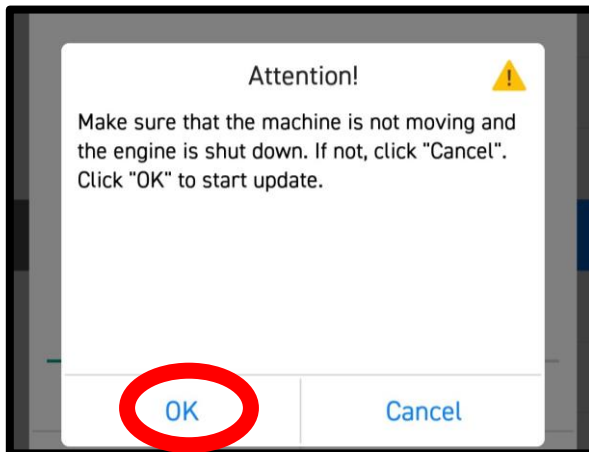 Attention!
Make sure that the machine is not moving and
the engine is shut down. If not, click "Cancel".
Click "OK" to start update.
OK
Cancel